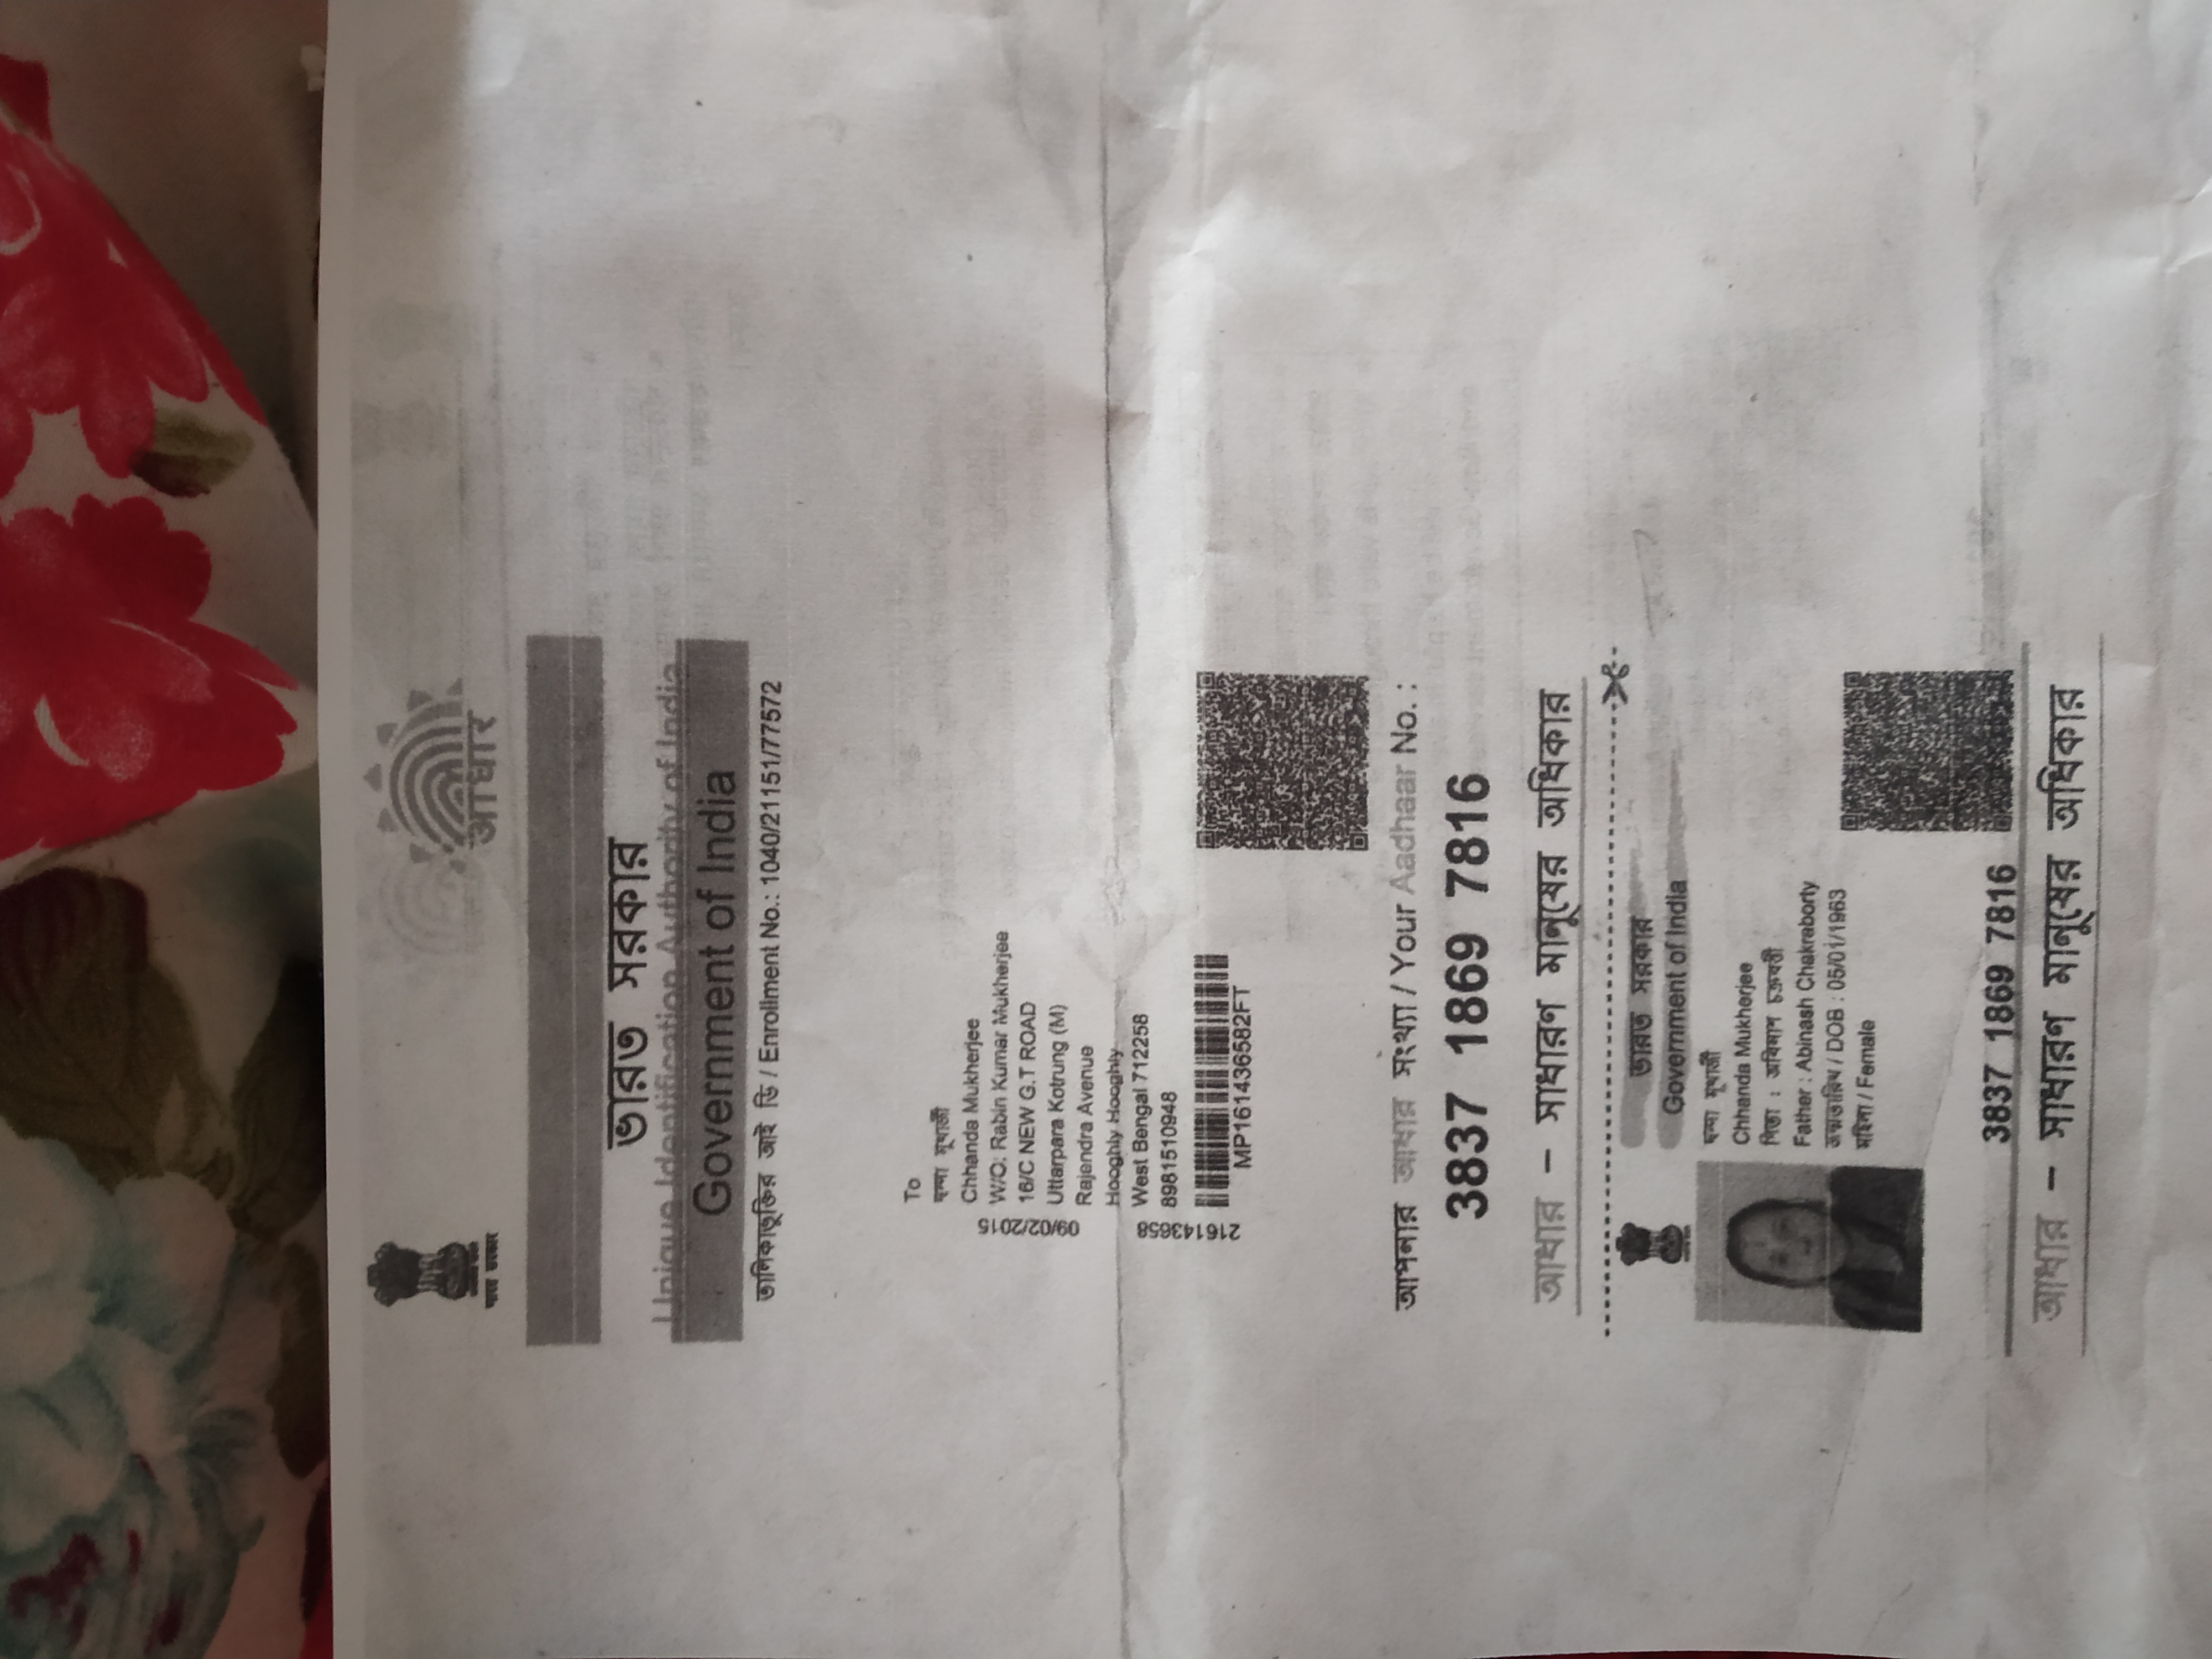 भारत सरकार
आधार
ভারত সরকার
Unique Identification Authority of India
Government of India
তালিকাভুক্তির আই ডি / Enrollment No.: 1040/21151/77572
To
ছন্দা মূখার্জী
Chhanda Mukherjee
W/O: Rabin Kumar Mukherjee
16/C NEW G.T ROAD
Uttarpara Kotrung (M)
Rajendra Avenue
Hooghly Hooghly
West Bengal 712258
8981510948
09/02/2015
216143658
MP161436582FT
আপনার আধার সংখ্যা / Your Aadhaar No. :
3837 1869 7816
আধার – সাধারণ মানুষের অধিকার
ভারত সরকার
Government of India
ছন্দা মূখার্জী
Chhanda Mukherjee
পিতা : অবিনাশ চক্রবর্তী
Father : Abinash Chakraborty
জন্মতারিখ / DOB : 05/01/1963
মহিলা / Female
3837 1869 7816
আধার – সাধারণ মানুষের অধিকার